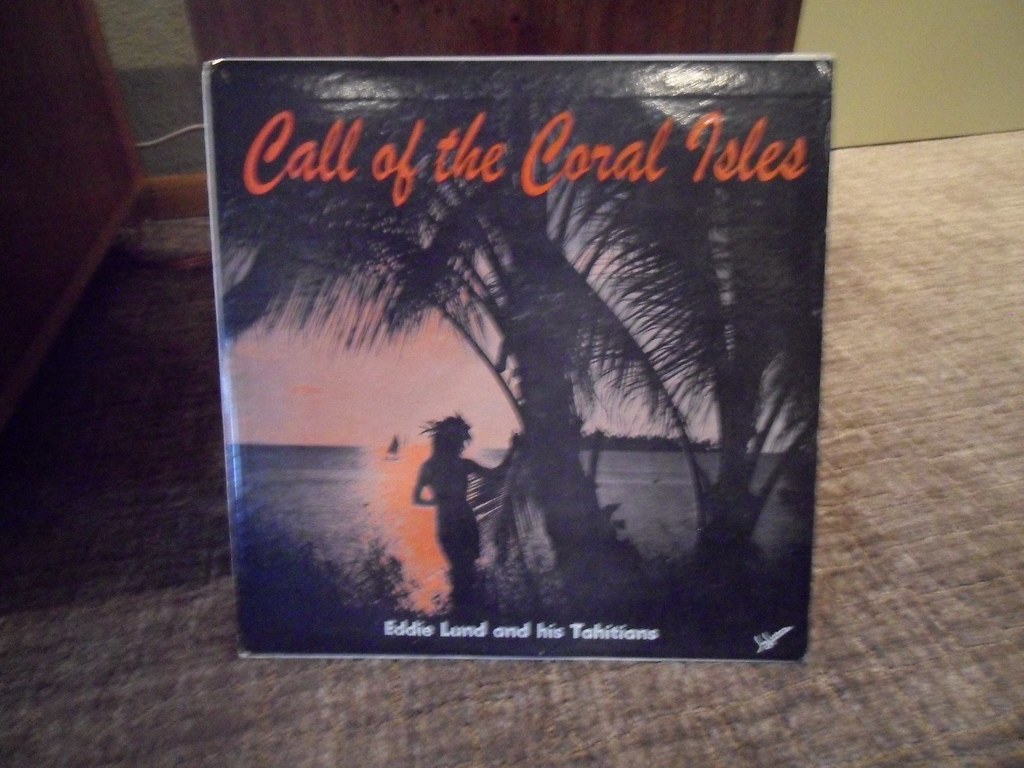 Call of the Coral Isles
Eddie Lund and his Tahitians